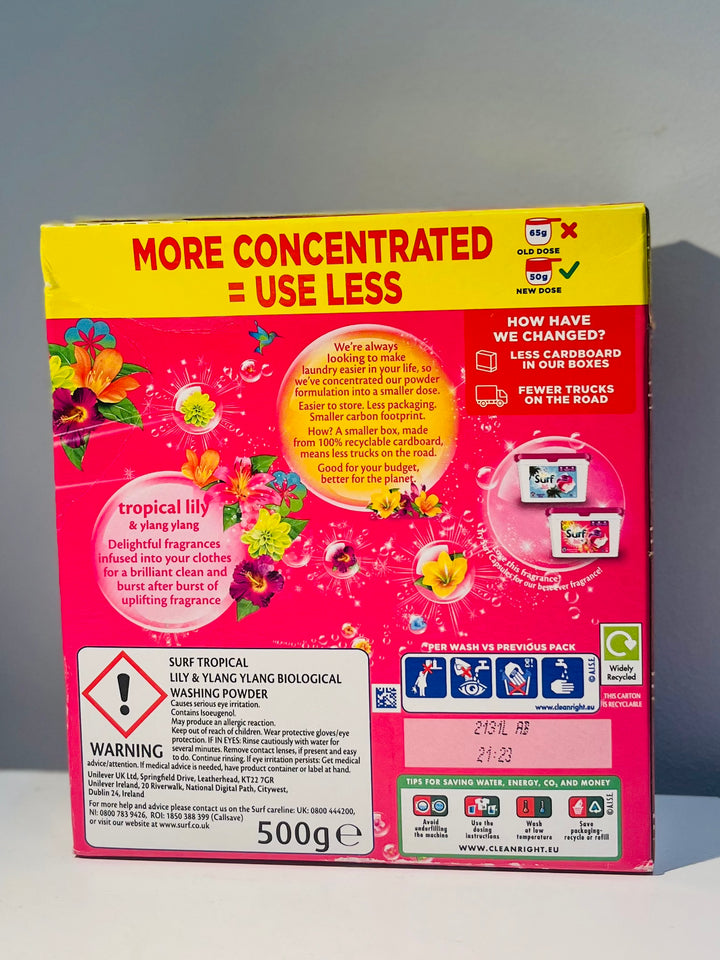 MORE CONCENTRATED
= USE LESS
65g
OLD DOSE
50g
NEW DOSE
HOW HAVE
WE CHANGED?
LESS CARDBOARD
IN OUR BOXES
FEWER TRUCKS
ON THE ROAD
We're always
looking to make
laundry easier in your life, so
we've concentrated our powder
formulation into a smaller dose.
Easier to store. Less packaging.
Smaller carbon footprint.
How? A smaller box, made
from 100% recyclable cardboard,
means less trucks on the road.
Good for your budget,
better for the planet.
tropical lily
& ylang ylang
Delightful fragrances
infused into your clothes
for a brilliant clean and
burst after burst of
uplifting fragrance
Surf
Surf
this fragrance?
Capsules for our best ever fragrance!
*PER WASH VS PREVIOUS PACK
www.cleanright.eu
©A.I.S.E.
Widely
Recycled
THIS CARTON
IS RECYCLABLE
2131L AB
21:23
SURF TROPICAL
LILY & YLANG YLANG BIOLOGICAL
WASHING POWDER
Causes serious eye irritation.
Contains Isoeugenol.
May produce an allergic reaction.
Keep out of reach of children. Wear protective gloves/eye
protection. IF IN EYES: Rinse cautiously with water for
several minutes. Remove contact lenses, if present and easy
to do. Continue rinsing. If eye irritation persists: Get medical
WARNING
advice/attention. If medical advice is needed, have product container or label at hand.
Unilever UK Ltd, Springfield Drive, Leatherhead, KT22 7GR
Unilever Ireland, 20 Riverwalk, National Digital Path, Citywest,
Dublin 24, Ireland
For more help and advice please contact us on the Surf careline: UK: 0800 444200,
NI: 0800 783 9426, ROI: 1850 388 399 (Callsave)
or visit our website at www.surf.co.uk
500g e
TIPS FOR SAVING WATER, ENERGY, CO₂ AND MONEY
Avoid
underfilling
the machine
Use the
dosing
instructions
Wash
at low
temperature
Save
packaging-
recycle or refill
©A.I.S.E.
WWW.CLEANRIGHT.EU